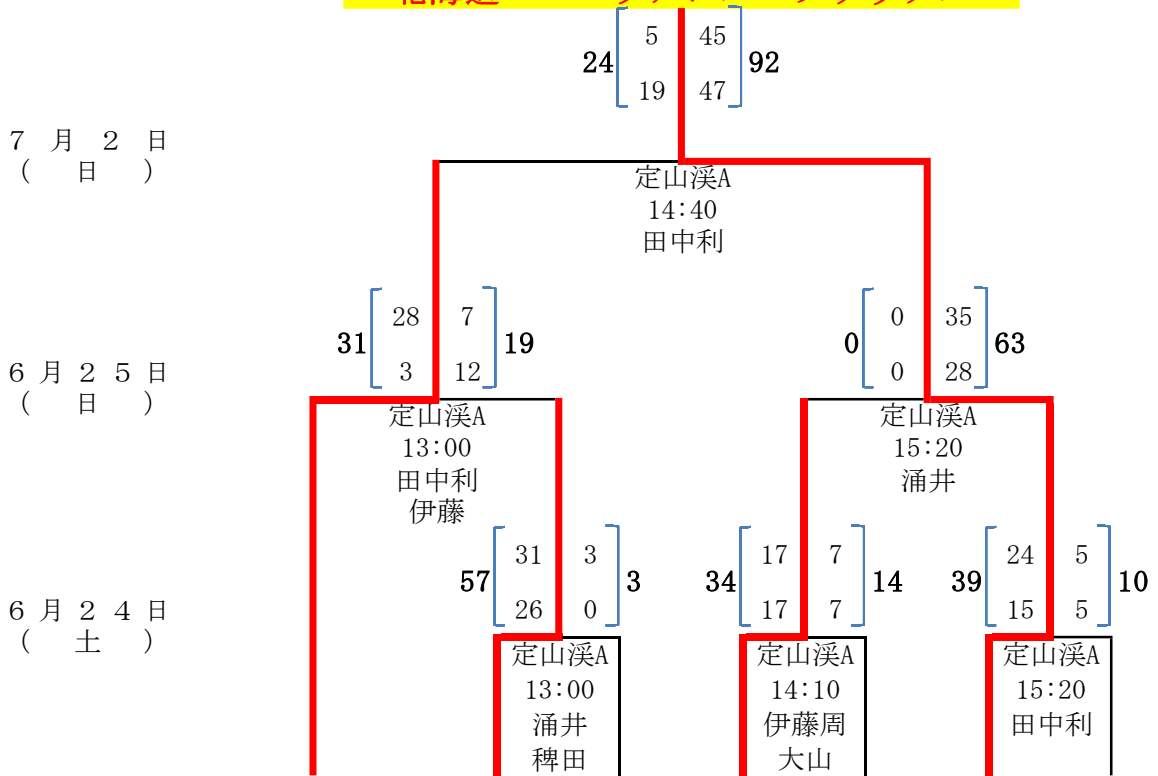 北海道
5 45
24 92
19 47
7月2日
(日)
定山渓A
14:40
田中利
28 7
31 19
3 12
0 35
0 63
0 28
6月25日
(日)
定山渓A
13:00
田中利
伊藤
定山渓A
15:20
涌井
31 3
57 3
26 0
17 7
34 14
17 7
24 5
39 10
15 5
6月24日
(土)
定山渓A
13:00
涌井
稗田
定山渓A
14:10
伊藤周
大山
定山渓A
15:20
田中利